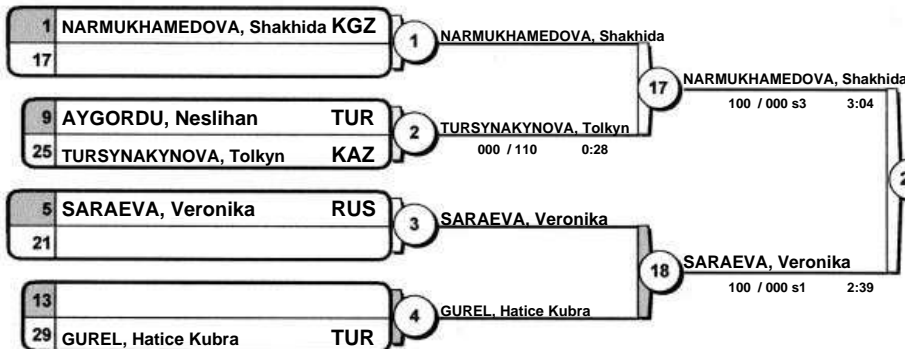 1 NARMUKHAMEDOVA, Shakhida KGZ
17
1
NARMUKHAMEDOVA, Shakhida
17
NARMUKHAMEDOVA, Shakhida
100 / 000 s3 3:04
9 AYGORDU, Neslihan TUR
25 TURSYNAKYNOVA, Tolkyn KAZ
2
TURSYNAKYNOVA, Tolkyn
000 / 110 0:28
5 SARAEVA, Veronika RUS
21
3
SARAEVA, Veronika
18
SARAEVA, Veronika
100 / 000 s1 2:39
13
29 GUREL, Hatice Kubra TUR
4
GUREL, Hatice Kubra